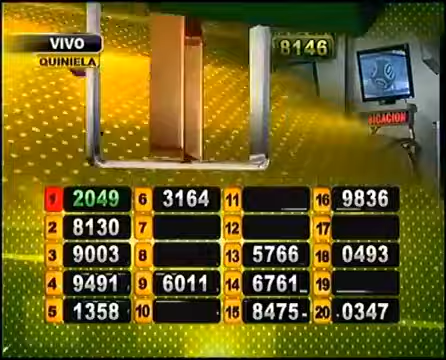 VIVO
QUINIELA
8146
1 2049 6 3164 11 16 9836
2 8130 7 12 17
3 9003 8 13 5766 18 0493
4 9491 9 6011 14 6761 19
5 1358 10 15 8475 20 0347